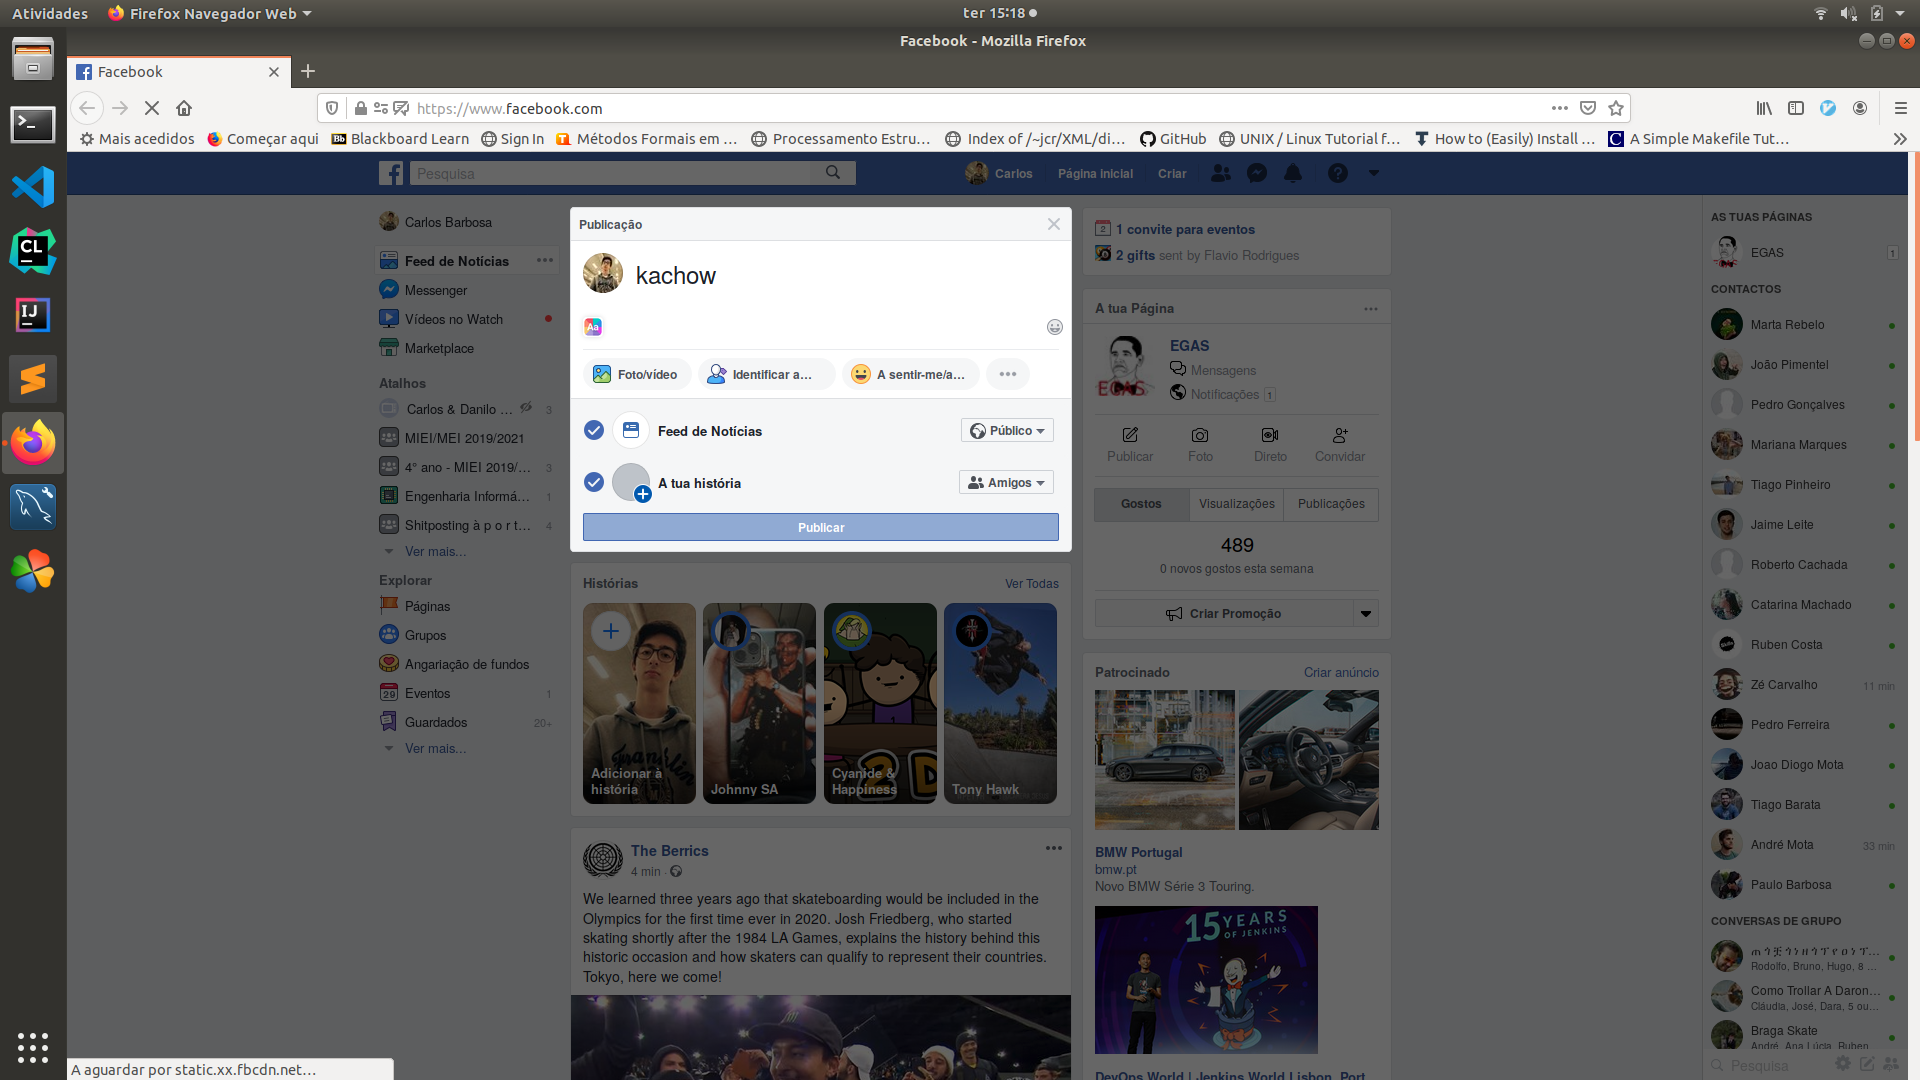 Atividades
Firefox Navegador Web
ter 15:18
Facebook - Mozilla Firefox
Facebook
https://www.facebook.com
Mais acedidos
Começar aqui
Bb Blackboard Learn
Sign In
Métodos Formais em …
Processamento Estru…
Index of /~jcr/XML/di…
GitHub
UNIX / Linux Tutorial f…
How to (Easily) Install …
A Simple Makefile Tut…
Pesquisa
Carlos
Página inicial
Criar
Carlos Barbosa
Feed de Notícias
Messenger
Vídeos no Watch
Marketplace
Atalhos
Carlos & Danilo ... 3
MIEI/MEI 2019/2021
4° ano - MIEI 2019/... 3
Engenharia Informá... 1
Shitposting à p o r t... 4
Ver mais...
Explorar
Páginas
Grupos
Angariação de fundos
Eventos 1
Guardados 20+
Ver mais...
Publicação
kachow
Aa
Foto/vídeo
Identificar a...
A sentir-me/a...
Feed de Notícias
Público
A tua história
Amigos
Publicar
Histórias
Ver Todas
Adicionar à
história
Johnny SA
Cyanide &
Happiness
Tony Hawk
The Berrics
4 min ·
We learned three years ago that skateboarding would be included in the
Olympics for the first time ever in 2020. Josh Friedberg, who started
skating shortly after the 1984 LA Games, explains the history behind this
historic occasion and how skaters can qualify to represent their countries.
Tokyo, here we come!
2 1 convite para eventos
2 gifts sent by Flavio Rodrigues
A tua Página
EGAS
EGAS
Mensagens
Notificações 1
Publicar
Foto
Direto
Convidar
Gostos
Visualizações
Publicações
489
0 novos gostos esta semana
Criar Promoção
Patrocinado
Criar anúncio
BMW Portugal
bmw.pt
Novo BMW Série 3 Touring.
15 YEARS
OF JENKINS
DevOps World | Jenkins World Lisbon, Port
AS TUAS PÁGINAS
EGAS 1
CONTACTOS
Marta Rebelo
João Pimentel
Pedro Gonçalves
Mariana Marques
Tiago Pinheiro
Jaime Leite
Roberto Cachada
Catarina Machado
Ruben Costa
Zé Carvalho 11 min
Pedro Ferreira
Joao Diogo Mota
Tiago Barata
André Mota 33 min
Paulo Barbosa
CONVERSAS DE GRUPO
Rodolfo, Bruno, Hugo, 8 ...
Como Trollar A Daron...
Cláudia, José, Dara, 5 ou...
Braga Skate
André, Ana Lúcia, Ruben
Pesquisa
A aguardar por static.xx.fbcdn.net…